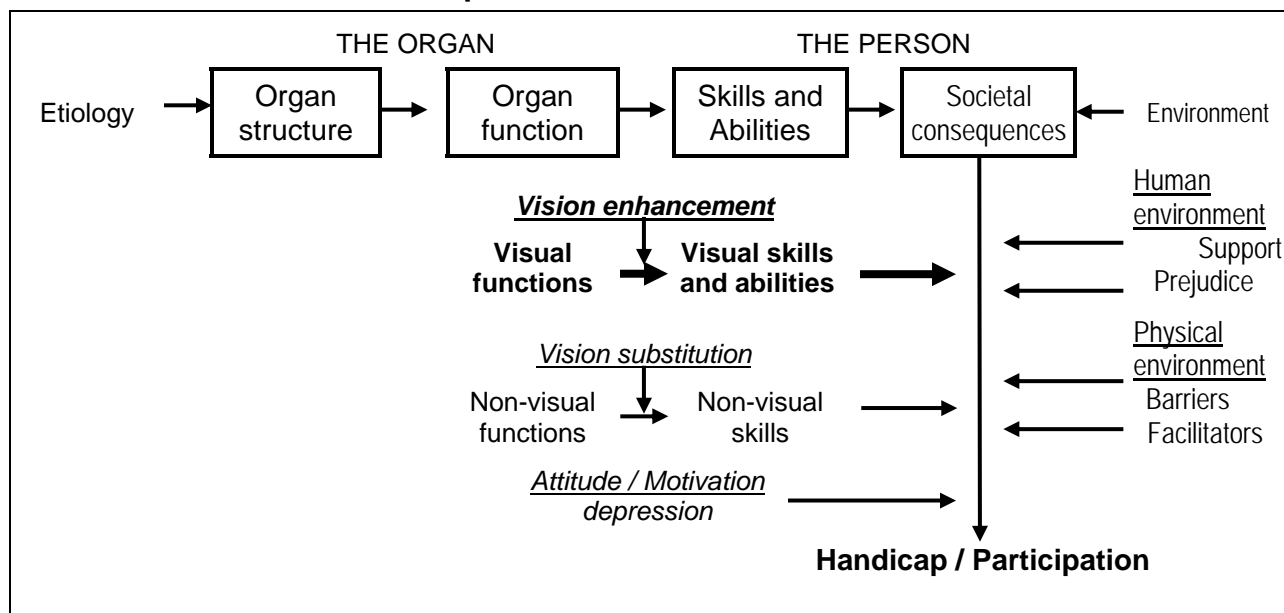 THE ORGAN
THE PERSON
Etiology
Organ
structure
Organ
function
Skills and
Abilities
Societal
consequences
Environment
Vision enhancement
Visual
functions
Visual skills
and abilities
Human
environment
Support
Prejudice
Vision substitution
Non-visual
functions
Non-visual
skills
Physical
environment
Barriers
Facilitators
Attitude / Motivation
depression
Handicap / Participation